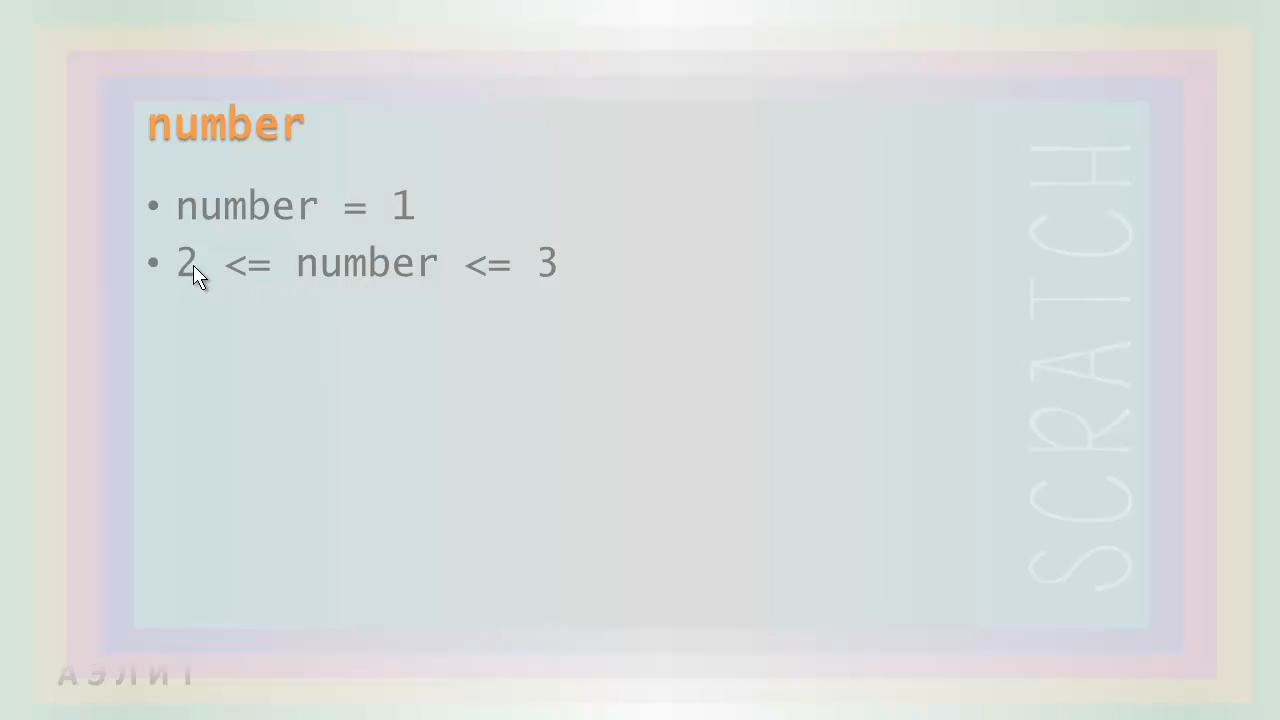 number
• number = 1
• 2 <= number <= 3
SCRATCH
АЭЛИТ